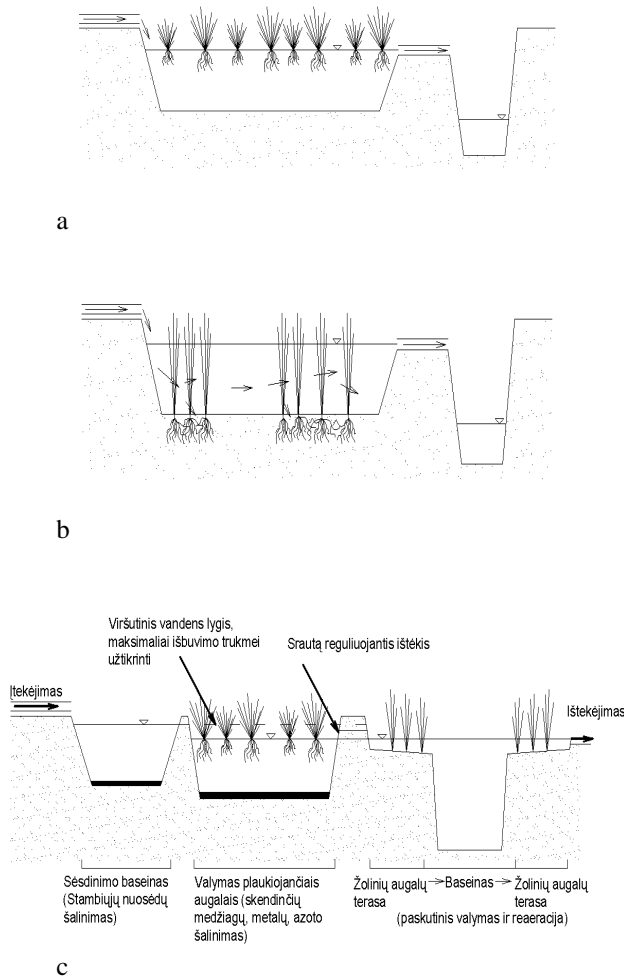 a
b
Viršutinis vandens lygis,
maksimaliai išbuvimo trukmei
užtikrinti
Srautą reguliuojantis ištėkis
Įtekėjimas
Ištekėjimas
Sėsdinimo baseinas
(Stambiųjų nuosėdų
šalinimas)
Valymas plaukiojančiais
augalais (skendinčių
medžiagų, metalų, azoto
šalinimas)
Žolinių augalų
terasa
Baseinas
Žolinių augalų
terasa
(paskutinis valymas ir reaeracija)
c